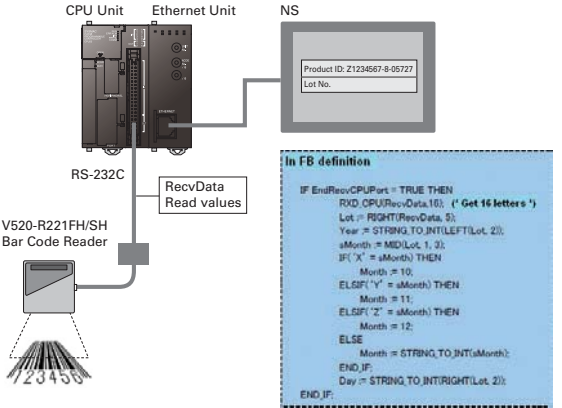 CPU Unit
Ethernet Unit
NS
Product ID: Z1234567-8-05727
Lot No.
ETHERNET
RS-232C
RecvData
Read values
V520-R221FH/SH
Bar Code Reader
123456
In FB definition
IF EndRecvCPUPort = TRUE THEN
RXD_CPU(RecvData,16); (* Get 16 letters *)
Lot := RIGHT(RecvData, 5);
Year := STRING_TO_INT(LEFT(Lot, 2));
sMonth := MID(Lot, 1, 3);
IF( 'X' = sMonth) THEN
Month := 10;
ELSIF( 'Y' = sMonth) THEN
Month := 11;
ELSIF( 'Z' = sMonth) THEN
Month := 12;
ELSE
Month := STRING_TO_INT(sMonth);
END_IF;
Day := STRING_TO_INT(RIGHT(Lot, 2));
END_IF;